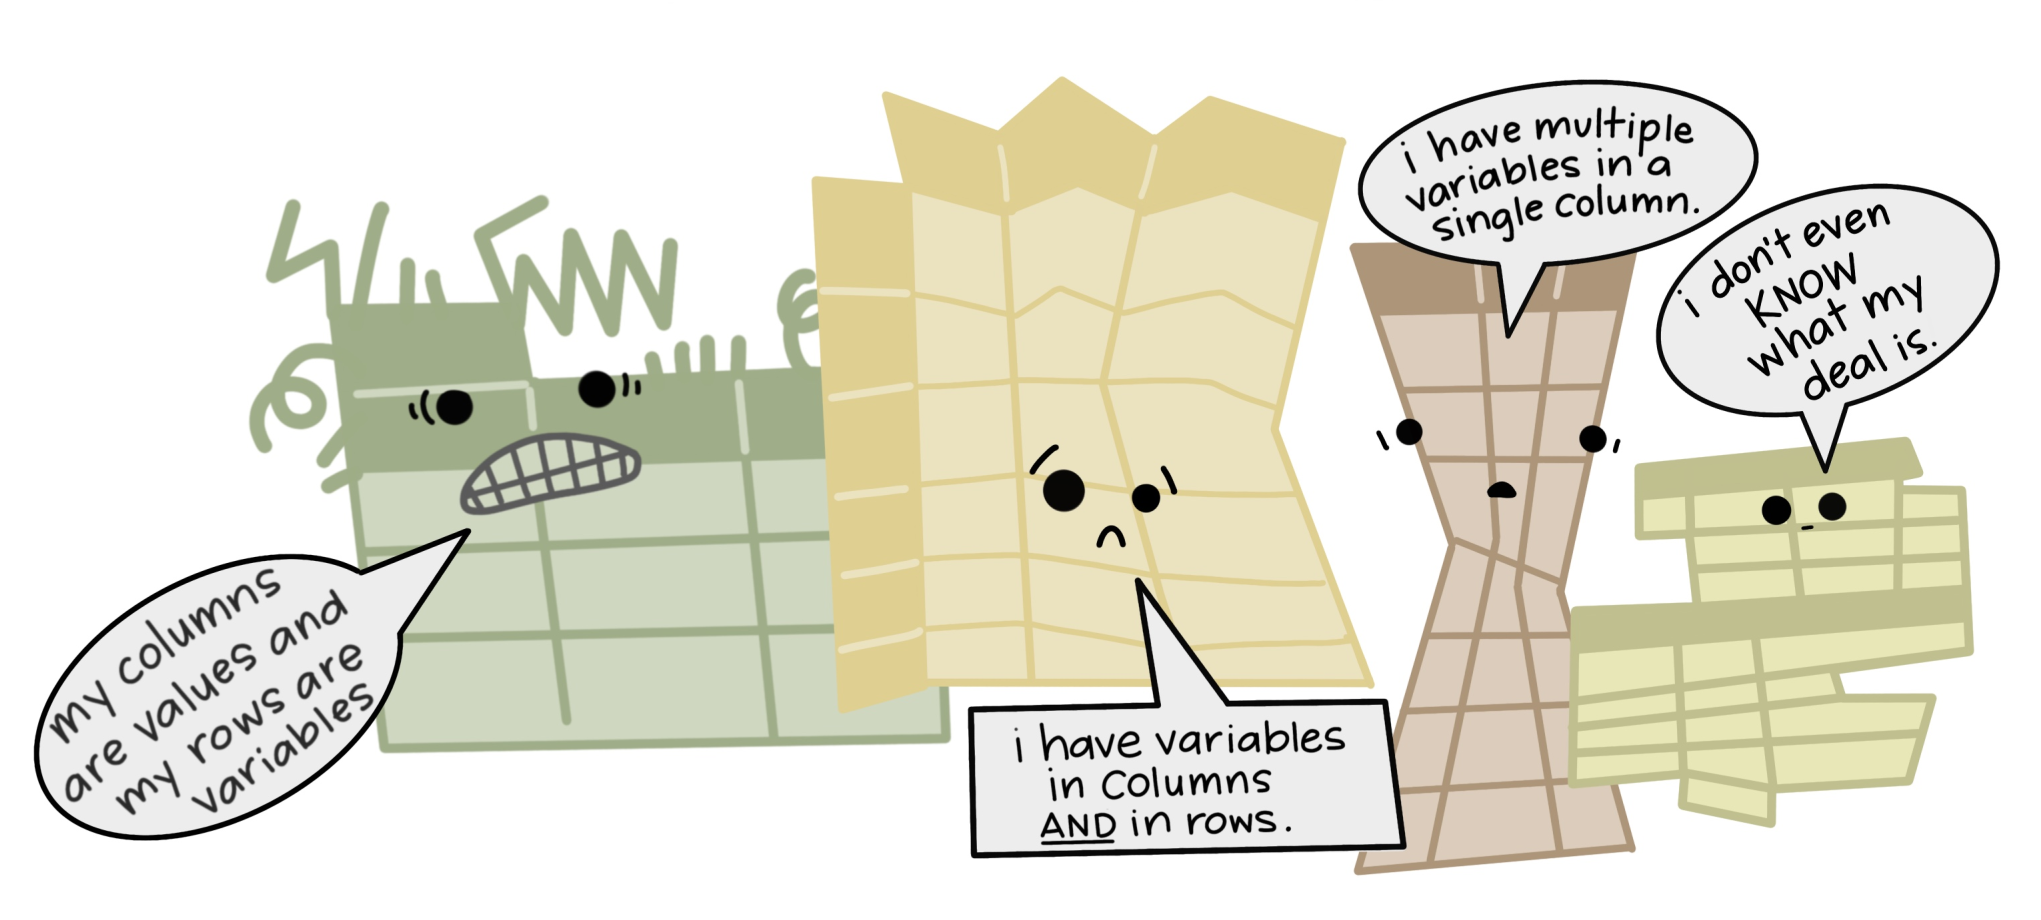 my columns
are values and
my rows are
variables
i have variables
in columns
AND in rows.
i have multiple
variables in a
single column.
i don't even
KNOW
what my
deal is.